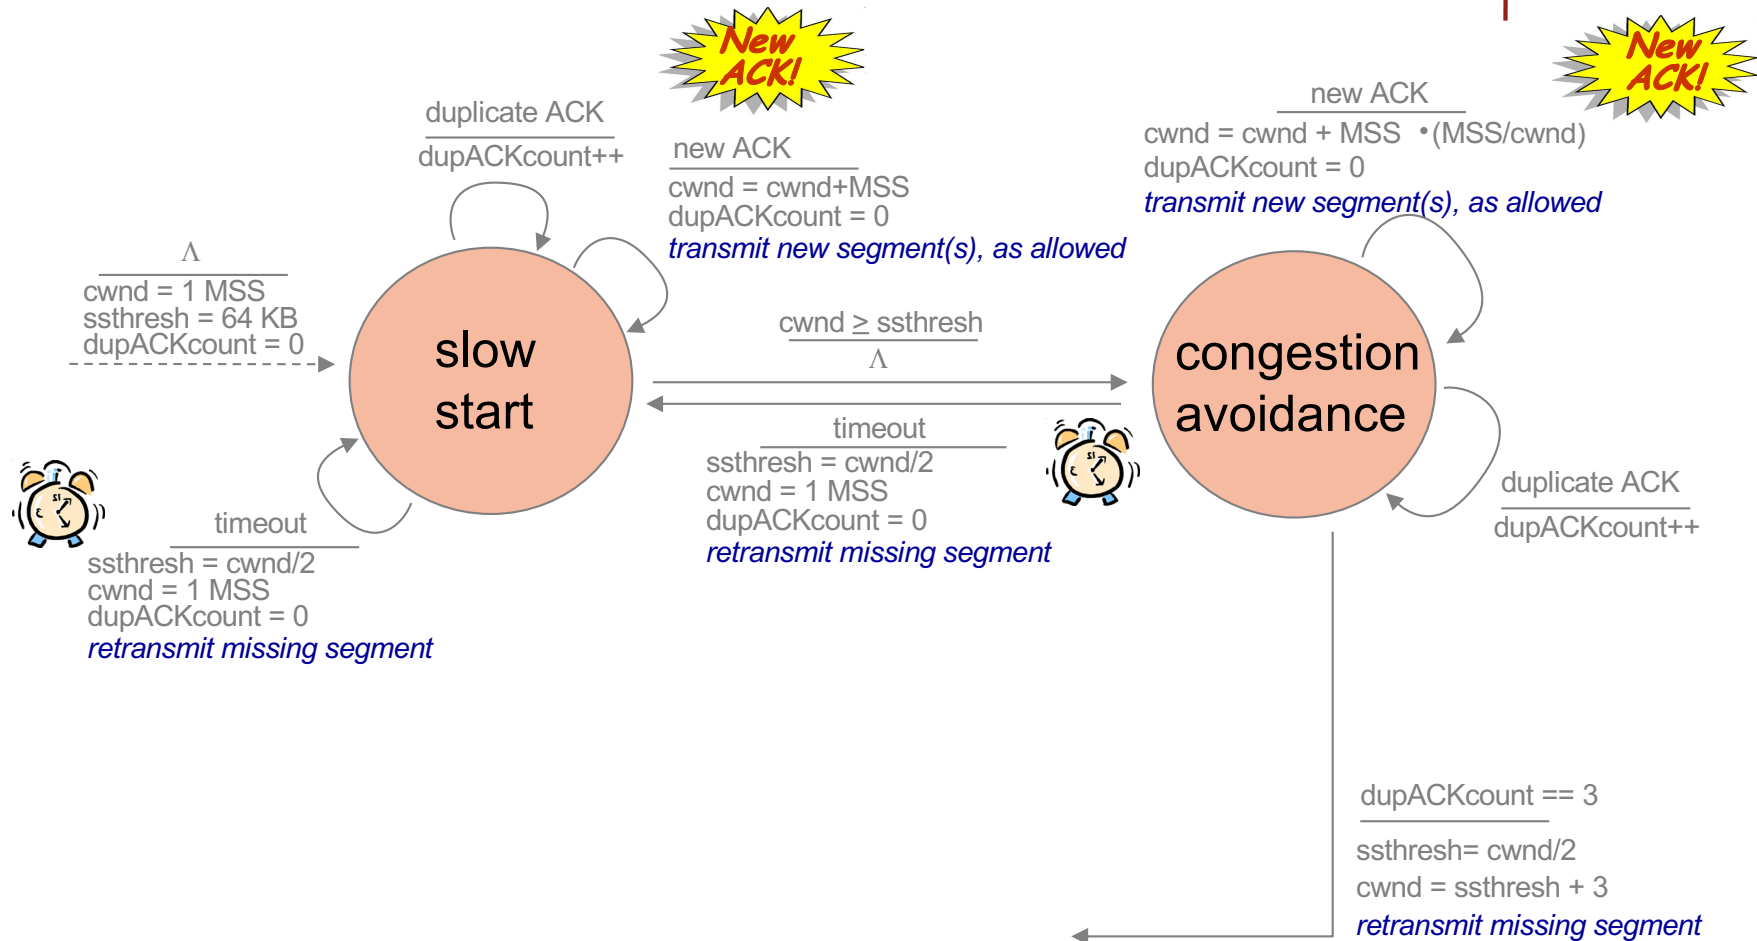 New
ACK!
New
ACK!
duplicate ACK
dupACKcount++
new ACK
cwnd = cwnd+MSS
dupACKcount = 0
transmit new segment(s), as allowed
new ACK
cwnd = cwnd + MSS •(MSS/cwnd)
dupACKcount = 0
transmit new segment(s), as allowed
Λ
cwnd = 1 MSS
ssthresh = 64 KB
dupACKcount = 0
slow
start
cwnd ≥ ssthresh
Λ
congestion
avoidance
timeout
ssthresh = cwnd/2
cwnd = 1 MSS
dupACKcount = 0
retransmit missing segment
duplicate ACK
dupACKcount++
timeout
ssthresh = cwnd/2
cwnd = 1 MSS
dupACKcount = 0
retransmit missing segment
dupACKcount == 3
ssthresh= cwnd/2
cwnd = ssthresh + 3
retransmit missing segment